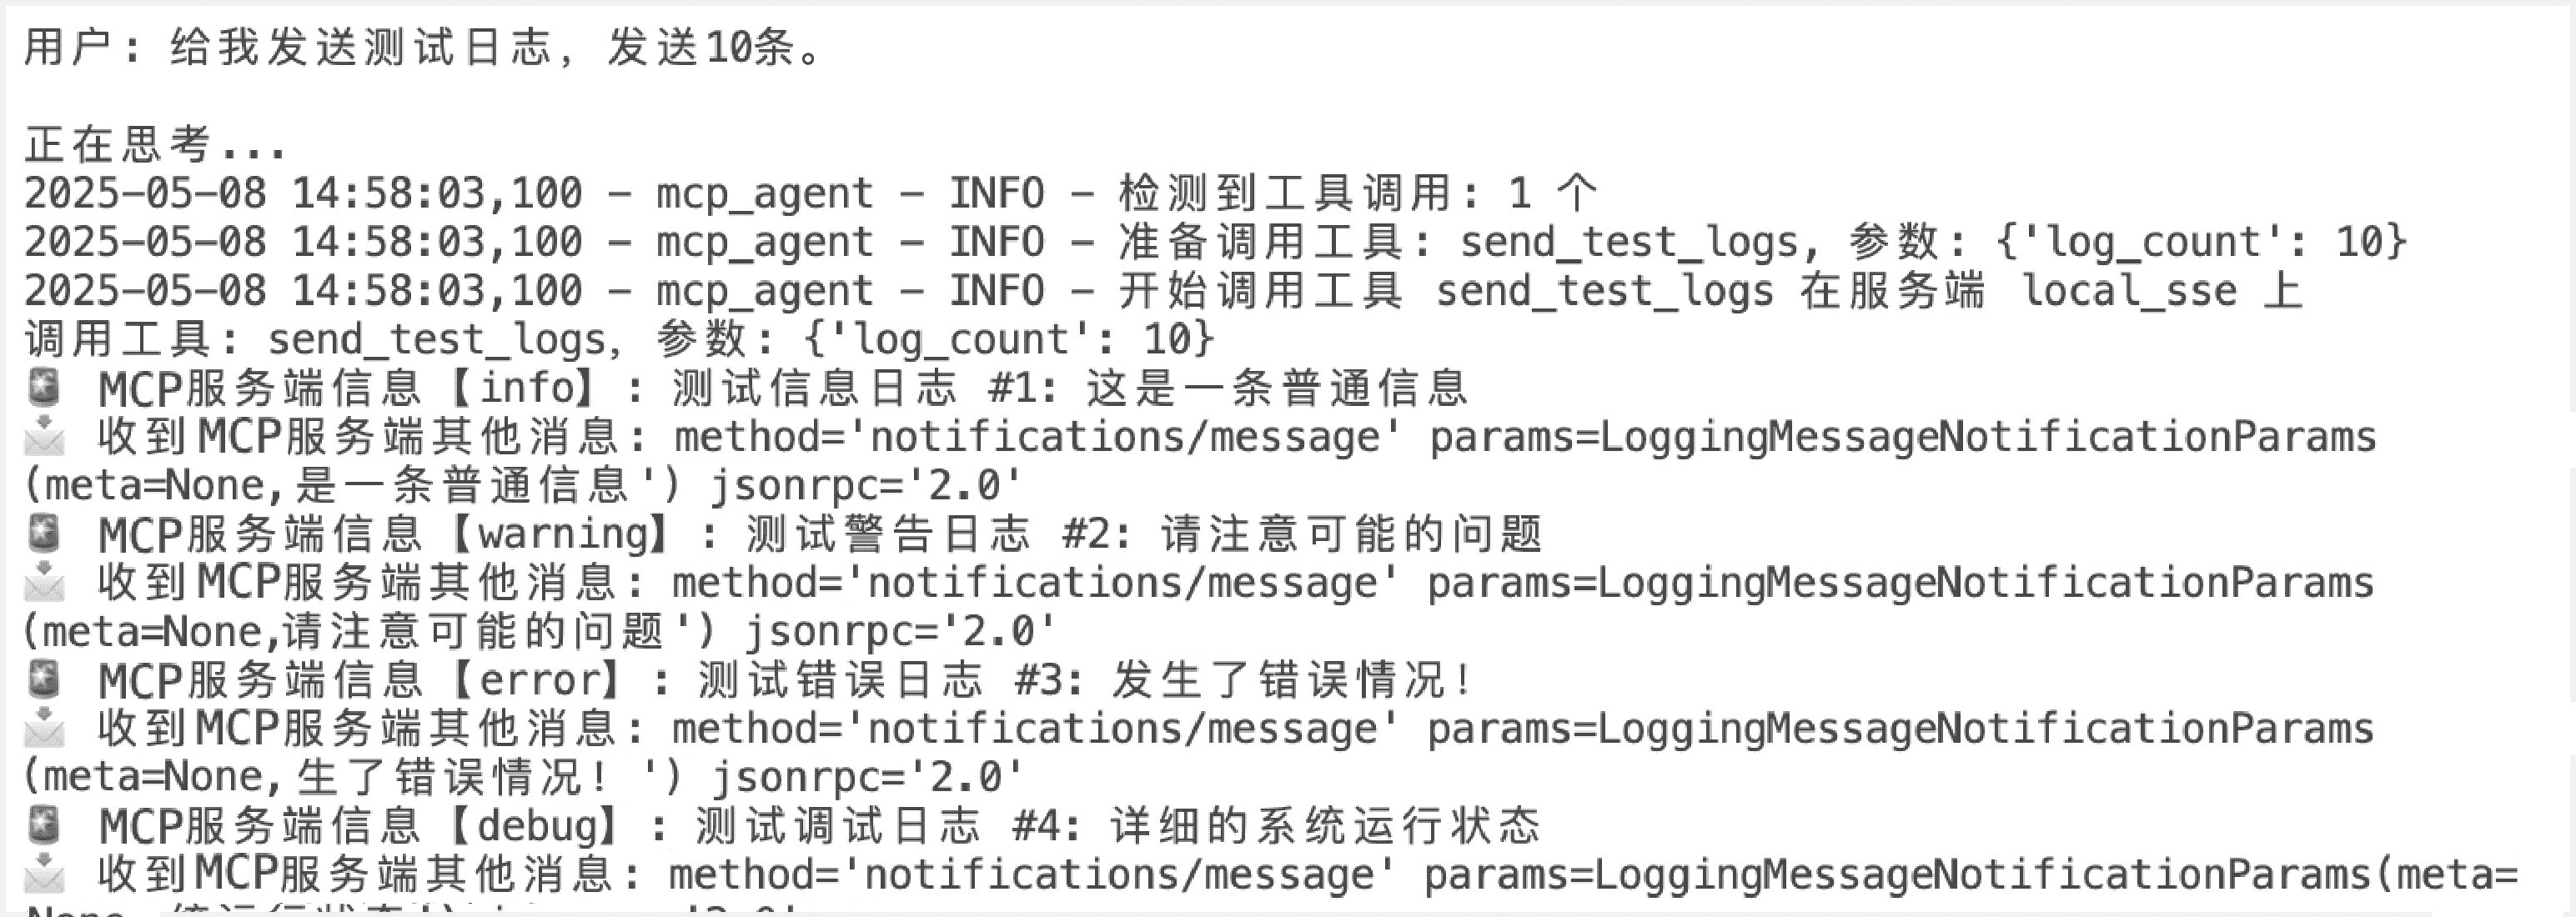 用户：给我发送测试日志，发送10条。
正在思考...
2025-05-08 14:58:03,100 - mcp_agent - INFO - 检测到工具调用：1 个
2025-05-08 14:58:03,100 - mcp_agent - INFO - 准备调用工具：send_test_logs，参数：{'log_count': 10}
2025-05-08 14:58:03,100 - mcp_agent - INFO - 开始调用工具 send_test_logs 在服务端 local_sse 上
调用工具：send_test_logs，参数：{'log_count': 10}
🚨 MCP服务端信息【info】：测试信息日志 #1: 这是一条普通信息
📩 收到MCP服务端其他消息：method='notifications/message' params=LoggingMessageNotificationParams
(meta=None,是一条普通信息') jsonrpc='2.0'
🚨 MCP服务端信息【warning】：测试警告日志 #2: 请注意可能的问题
📩 收到MCP服务端其他消息：method='notifications/message' params=LoggingMessageNotificationParams
(meta=None,请注意可能的问题') jsonrpc='2.0'
🚨 MCP服务端信息【error】：测试错误日志 #3: 发生了错误情况！
📩 收到MCP服务端其他消息：method='notifications/message' params=LoggingMessageNotificationParams
(meta=None,生了错误情况！') jsonrpc='2.0'
🚨 MCP服务端信息【debug】：测试调试日志 #4: 详细的系统运行状态
📩 收到MCP服务端其他消息：method='notifications/message' params=LoggingMessageNotificationParams(meta=